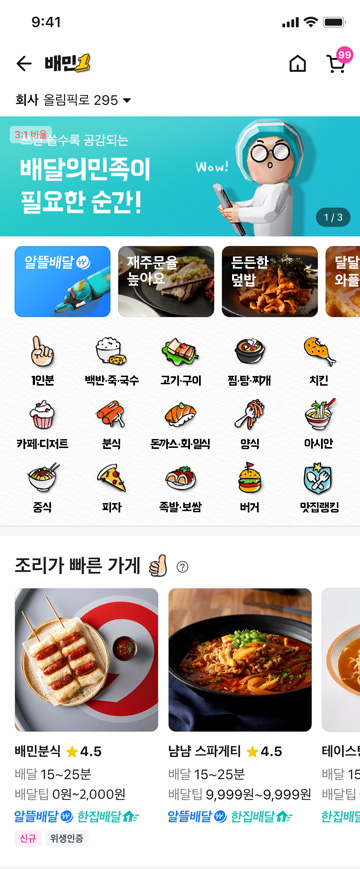 9:41
배민1
99
회사 올림픽로 295
3:1 비율
쓸수록 공감되는
배달의민족이
필요한 순간!
Wow!
1 / 3
알뜰배달
재주문율
높아요
든든한
덮밥
달달
와플
1인분
백반·죽·국수
고기·구이
찜·탕·찌개
치킨
카페·디저트
분식
돈까스·회·일식
양식
아시안
중식
피자
족발·보쌈
버거
맛집랭킹
조리가 빠른 가게
배민분식 4.5
배달 15~25분
배달팁 0원~2,000원
알뜰배달 한집배달
신규 위생인증
냠냠 스파게티 4.5
배달 15~25분
배달팁 9,999원~9,999원
알뜰배달 한집배달
테이스
배달 15
배달팁
한집배달